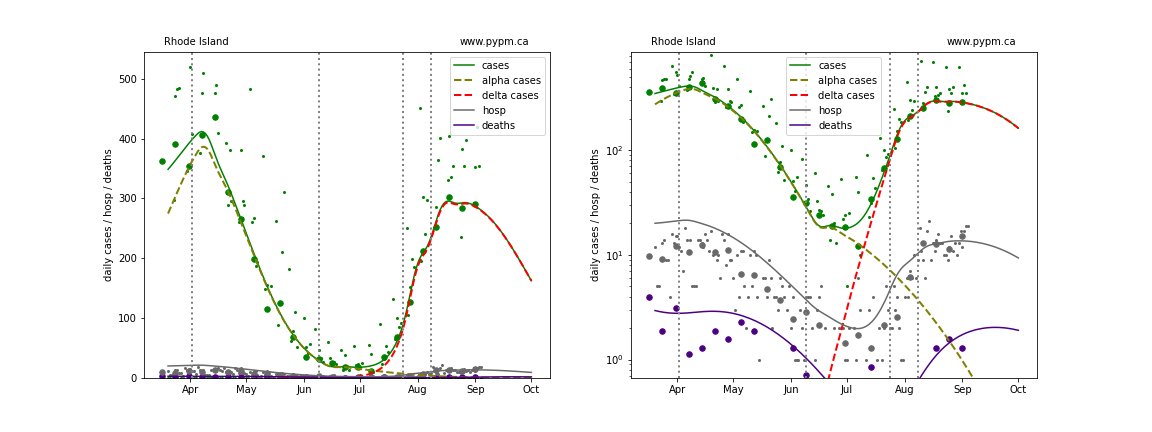 Rhode Island www.pypm.ca
cases
alpha cases
delta cases
hosp
deaths
daily cases / hosp / deaths
500
400
300
200
100
0
Apr May Jun Jul Aug Sep Oct
Rhode Island www.pypm.ca
cases
alpha cases
delta cases
hosp
deaths
daily cases / hosp / deaths
10²
10¹
10⁰
Apr May Jun Jul Aug Sep Oct